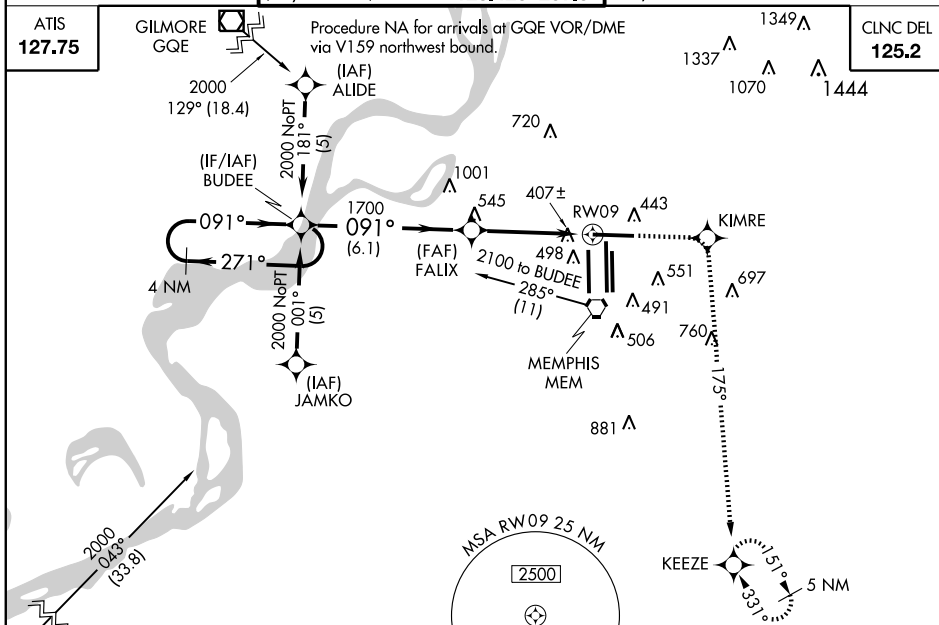 ATIS
127.75
GILMORE
GQE
Procedure NA for arrivals at GQE VOR/DME
via V159 northwest bound.
CLNC DEL
125.2
1349
1337
1070
1444
2000
129° (18.4)
(IAF)
ALIDE
2000 NoPT
181°
(5)
720
(IF/IAF)
BUDEE
1001
545
407±
RW09
443
KIMRE
091°
1700
091°
(6.1)
(FAF)
FALIX
498
271°
4 NM
2100 to BUDEE
285°
(11)
551
697
491
506
760
2000 NoPT
001°
(5)
(IAF)
JAMKO
MEMPHIS
MEM
175°
881
2000
043°
(33.8)
MSA RW09 25 NM
2500
KEEZE
151°
331°
5 NM